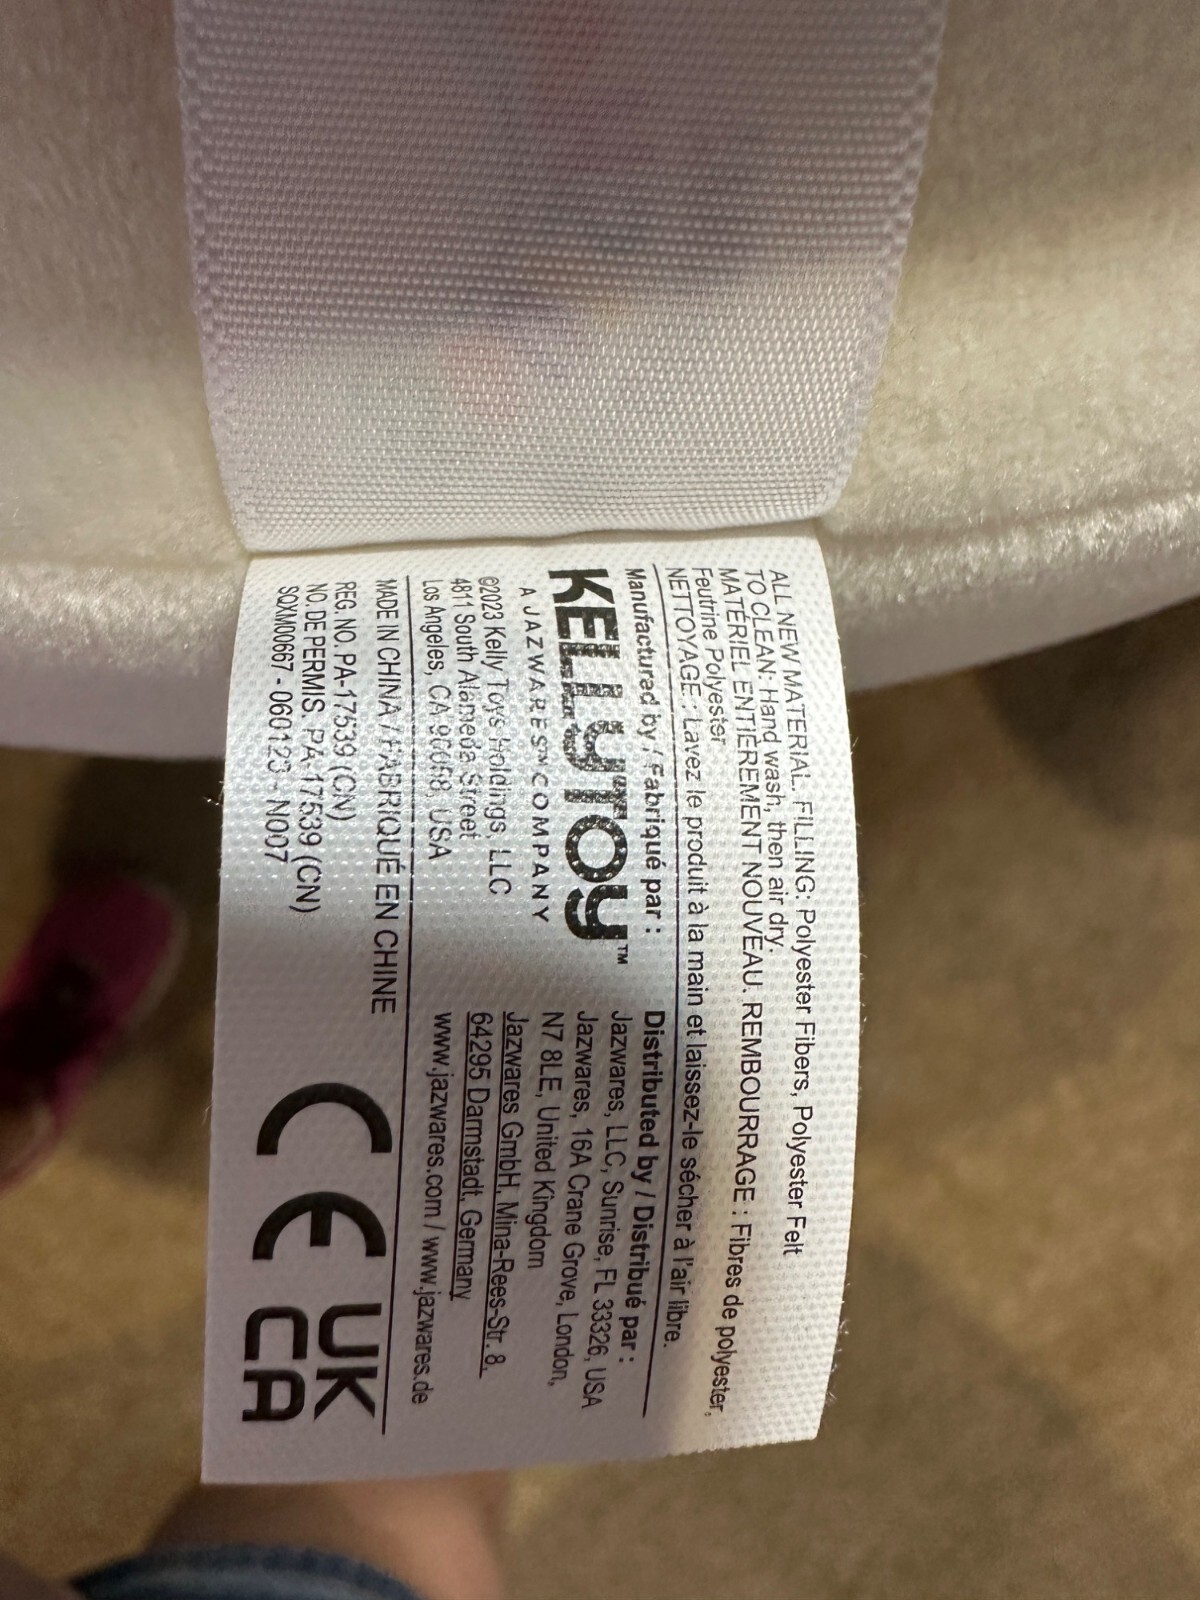 ALL NEW MATERIAL. FILLING: Polyester Fibers, Polyester Felt
TO CLEAN: Hand wash, then air dry.
MATÉRIEL ENTIÈREMENT NOUVEAU. REMBOURRAGE : Fibres de polyester,
Feutrine Polyester
NETTOYAGE : Lavez le produit à la main et laissez-le sécher à l'air libre.
Manufactured by / Fabriqué par :
KELLYTOY™
A JAZWARES™ COMPANY
©2023 Kelly Toys Holdings, LLC
4811 South Alameda Street
Los Angeles, CA 90058, USA
Distributed by / Distribué par :
Jazwares, LLC, Sunrise, FL 33326, USA
Jazwares, 16A Crane Grove, London,
N7 8LE, United Kingdom
Jazwares GmbH, Mina-Rees-Str. 8,
64295 Darmstadt, Germany
www.jazwares.com / www.jazwares.de
MADE IN CHINA / FABRIQUÉ EN CHINE
REG. NO. PA-17539 (CN)
NO. DE PERMIS. PA-17539 (CN)
SQXM00667 - 060123 - N007
CE
UK
CA